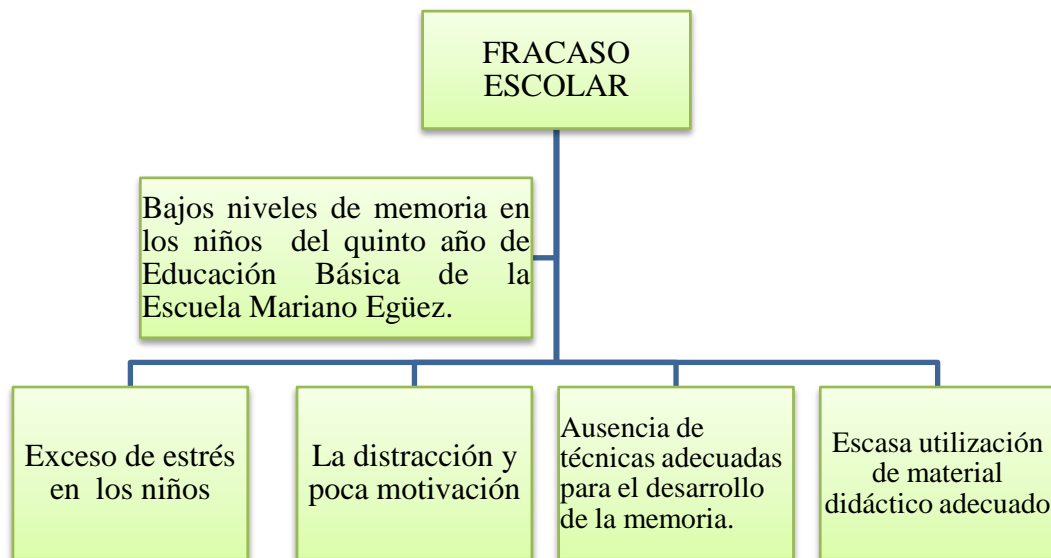 FRACASO
ESCOLAR
Bajos niveles de memoria en
los niños del quinto año de
Educación Básica de la
Escuela Mariano Egüez.
Exceso de estrés
en los niños
La distracción y
poca motivación
Ausencia de
técnicas adecuadas
para el desarrollo
de la memoria.
Escasa utilización
de material
didáctico adecuado